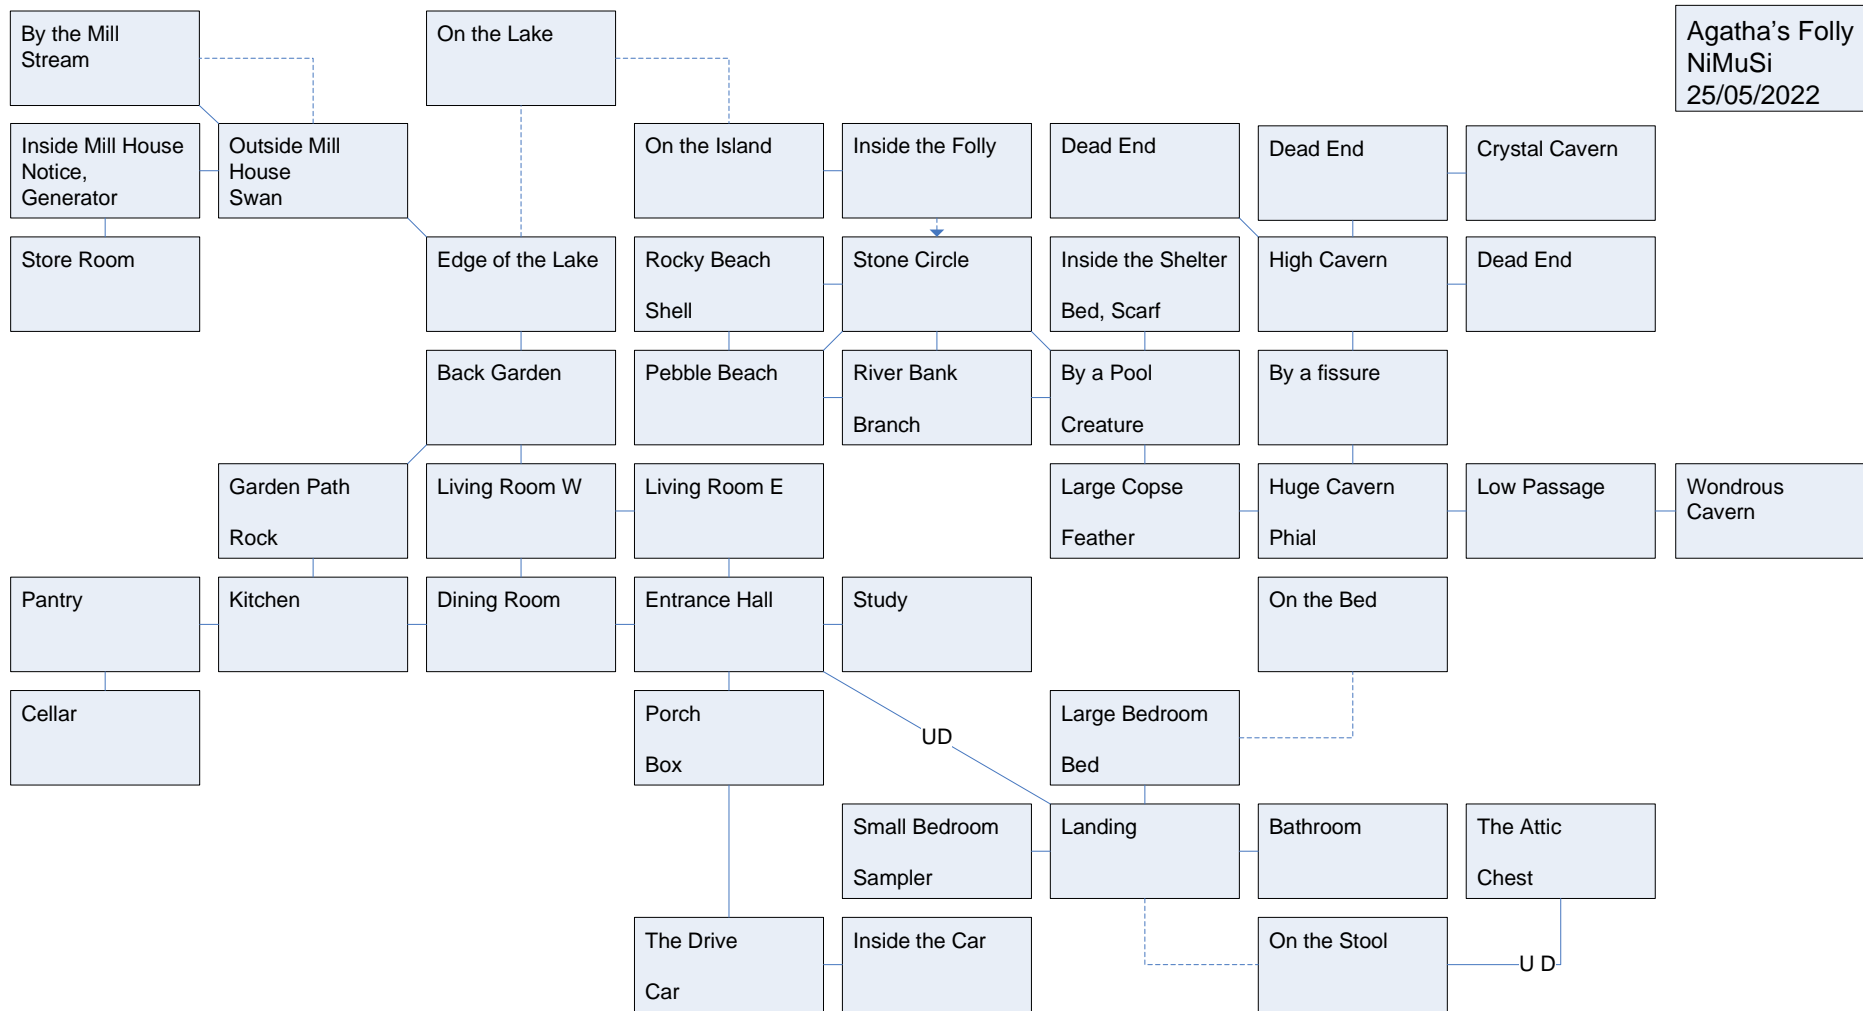 By the Mill
Stream
On the Lake
Agatha's Folly
NiMuSi
25/05/2022
Inside Mill House
Notice,
Generator
Outside Mill
House
Swan
On the Island
Inside the Folly
Dead End
Dead End
Crystal Cavern
Store Room
Edge of the Lake
Rocky Beach
Shell
Stone Circle
Inside the Shelter
Bed, Scarf
High Cavern
Dead End
Back Garden
Pebble Beach
River Bank
Branch
By a Pool
Creature
By a fissure
Garden Path
Rock
Living Room W
Living Room E
Large Copse
Feather
Huge Cavern
Phial
Low Passage
Wondrous
Cavern
Pantry
Kitchen
Dining Room
Entrance Hall
Study
On the Bed
Cellar
Porch
Box
UD
Large Bedroom
Bed
Small Bedroom
Sampler
Landing
Bathroom
The Attic
Chest
The Drive
Car
Inside the Car
On the Stool
U D